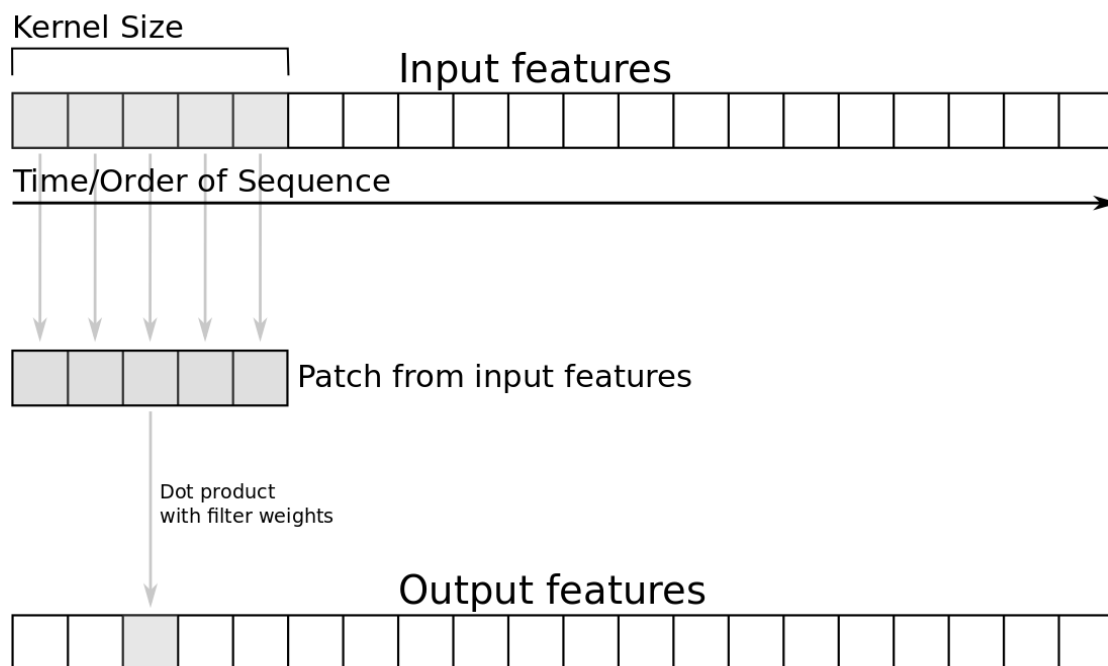 Kernel Size
Input features
Time/Order of Sequence
Patch from input features
Dot product
with filter weights
Output features